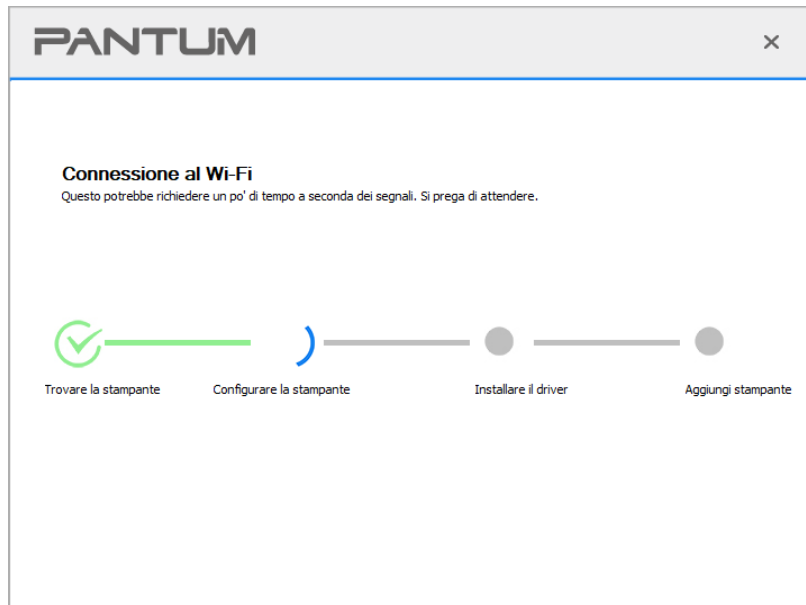 PANTUM
Connessione al Wi-Fi
Questo potrebbe richiedere un po' di tempo a seconda dei segnali. Si prega di attendere.
Trovare la stampante
Configurare la stampante
Installare il driver
Aggiungi stampante